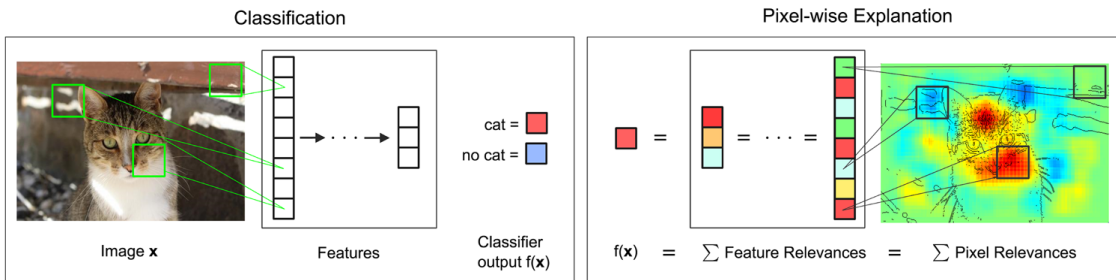 Classification
Pixel-wise Explanation
cat =
no cat =
Image x
Features
Classifier
output f(x)
= = · · · =
f(x) = ∑ Feature Relevances = ∑ Pixel Relevances